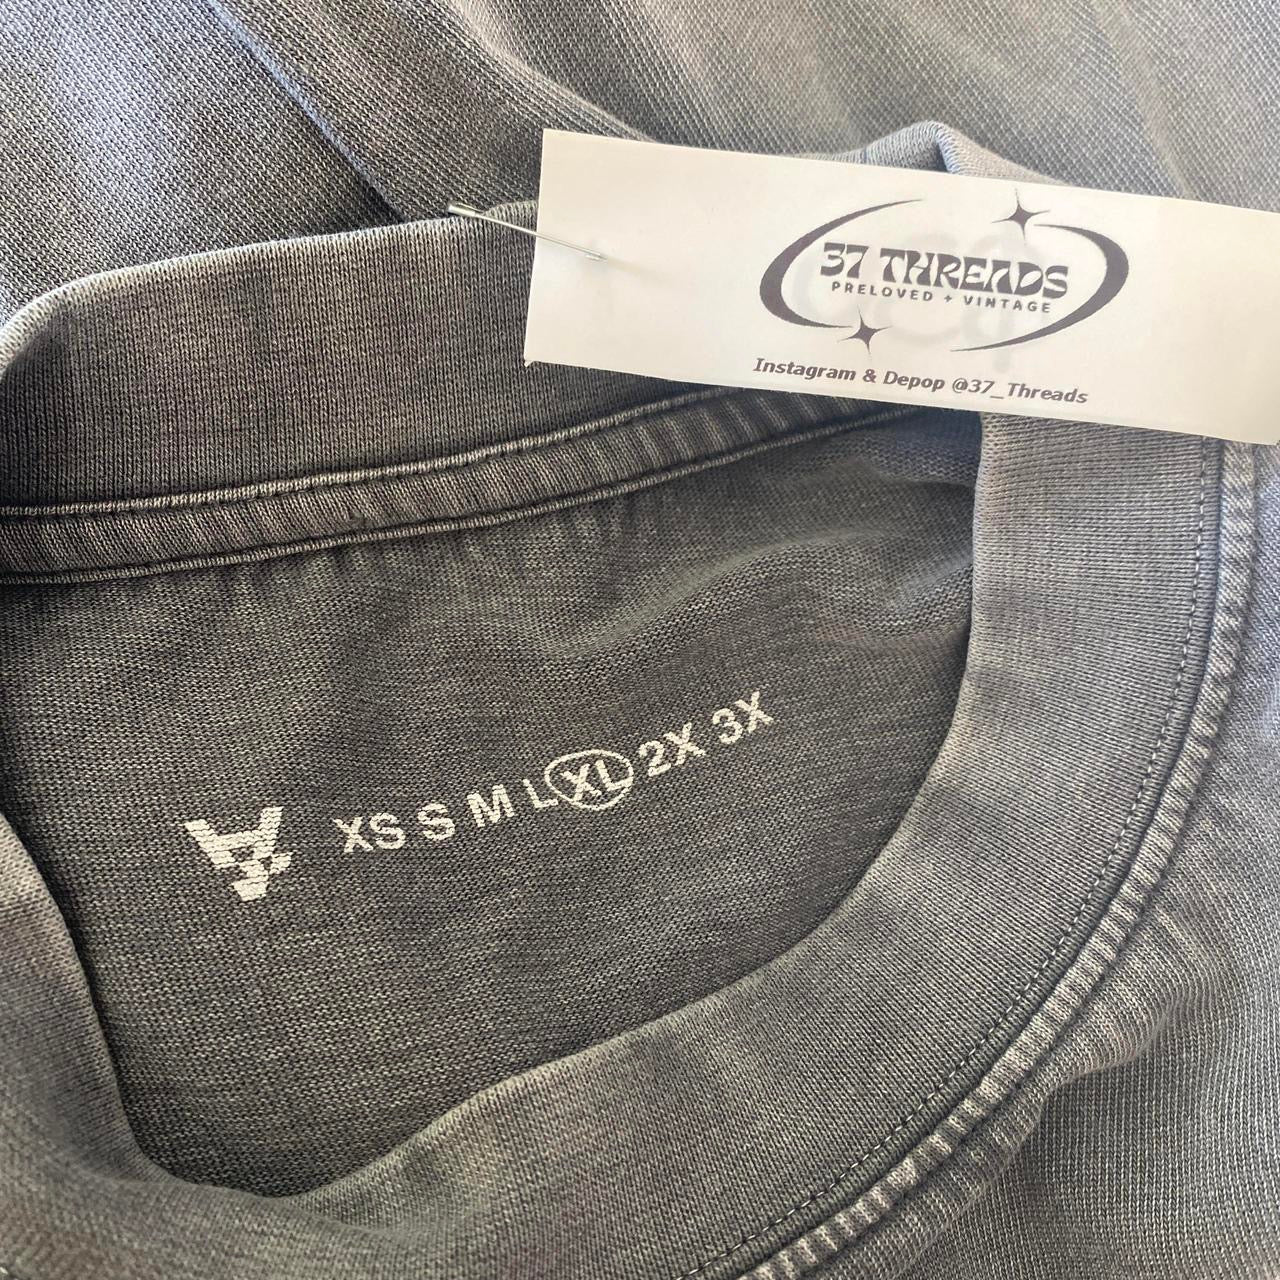 37 THREADS
PRELOVED + VINTAGE
Instagram & Depop @37_Threads
XS S M L XL 2X 3X